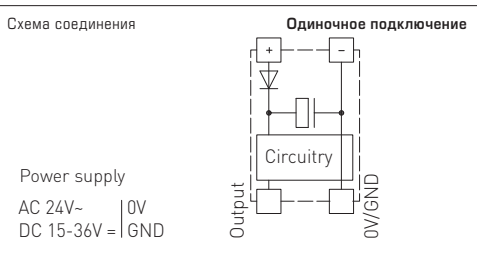 Схема соединения
Одиночное подключение
+ −
Circuitry
Power supply
AC 24V~ | 0V
DC 15-36V = | GND
Output
0V/GND